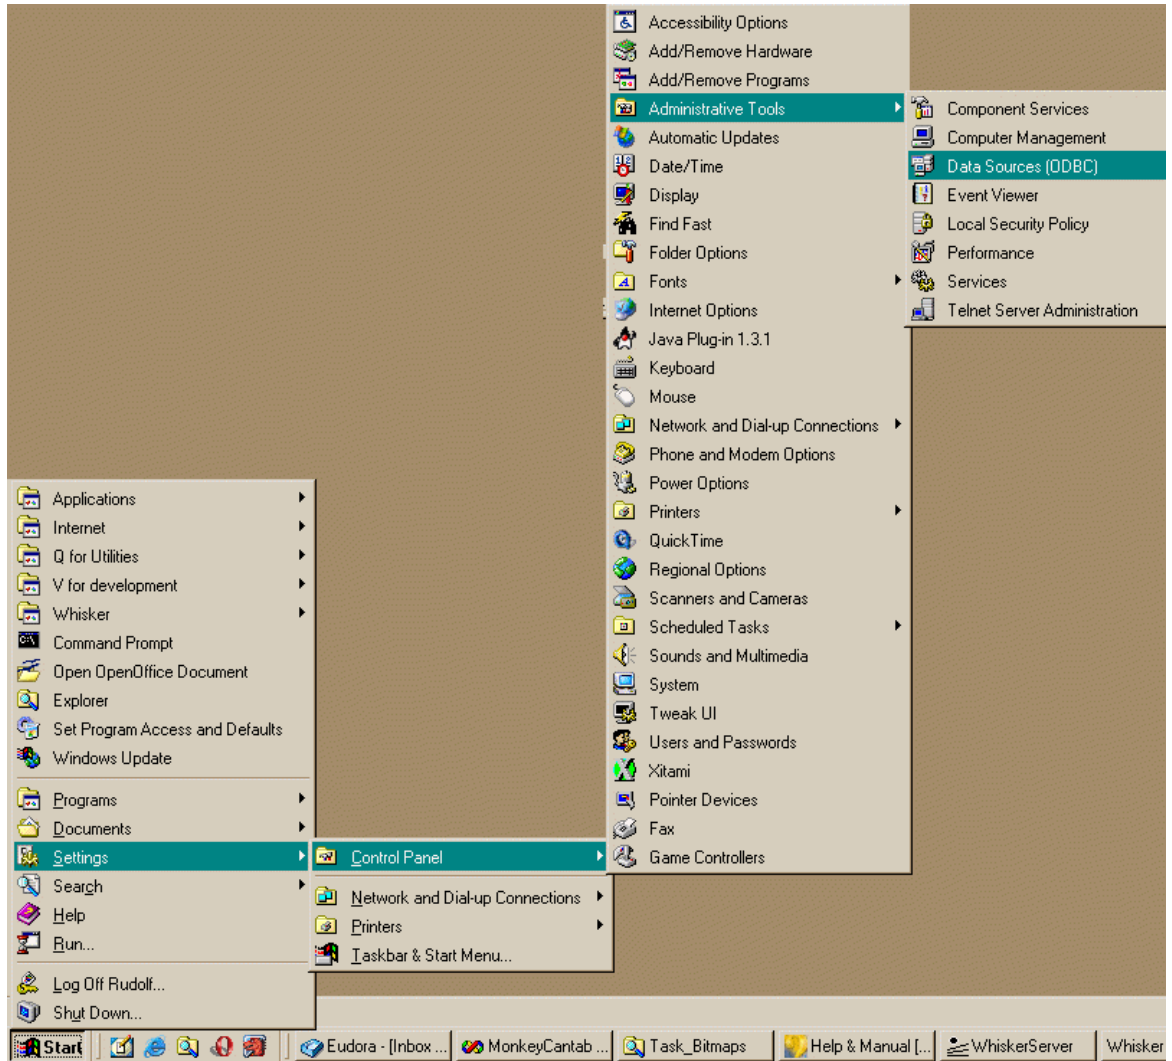 Accessibility Options
Add/Remove Hardware
Add/Remove Programs
Administrative Tools
Automatic Updates
Date/Time
Display
Find Fast
Folder Options
Fonts
Internet Options
Java Plug-in 1.3.1
Keyboard
Mouse
Network and Dial-up Connections
Phone and Modem Options
Power Options
Printers
QuickTime
Regional Options
Scanners and Cameras
Scheduled Tasks
Sounds and Multimedia
System
Tweak UI
Users and Passwords
Xitami
Pointer Devices
Fax
Game Controllers
Component Services
Computer Management
Data Sources (ODBC)
Event Viewer
Local Security Policy
Performance
Services
Telnet Server Administration
Applications
Internet
Q for Utilities
V for development
Whisker
Command Prompt
Open OpenOffice Document
Explorer
Set Program Access and Defaults
Windows Update
Programs
Documents
Settings
Search
Help
Run...
Log Off Rudolf...
Shut Down...
Control Panel
Network and Dial-up Connections
Printers
Taskbar & Start Menu...
Start
Eudora - [Inbox ...
MonkeyCantab ...
Task_Bitmaps
Help & Manual [...
WhiskerServer
Whisker